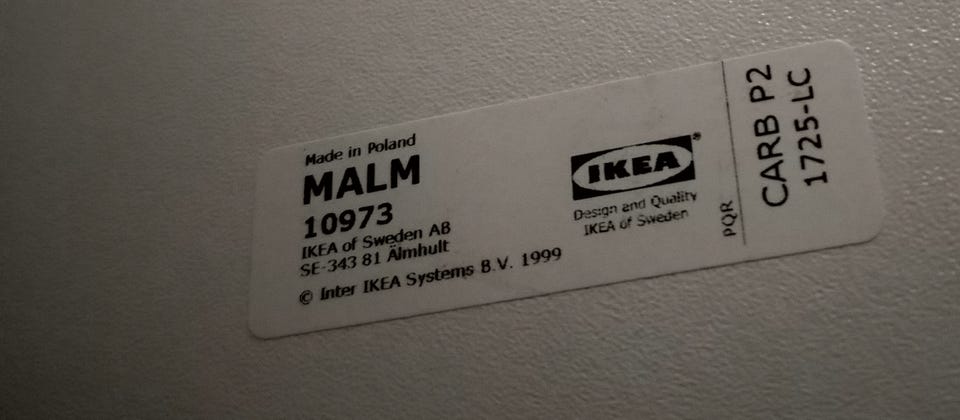 Made in Poland
MALM
10973
IKEA of Sweden AB
SE-343 81 Älmhult
© Inter IKEA Systems B.V. 1999
IKEA®
Design and Quality
IKEA of Sweden
PQR
CARB P2
1725-LC